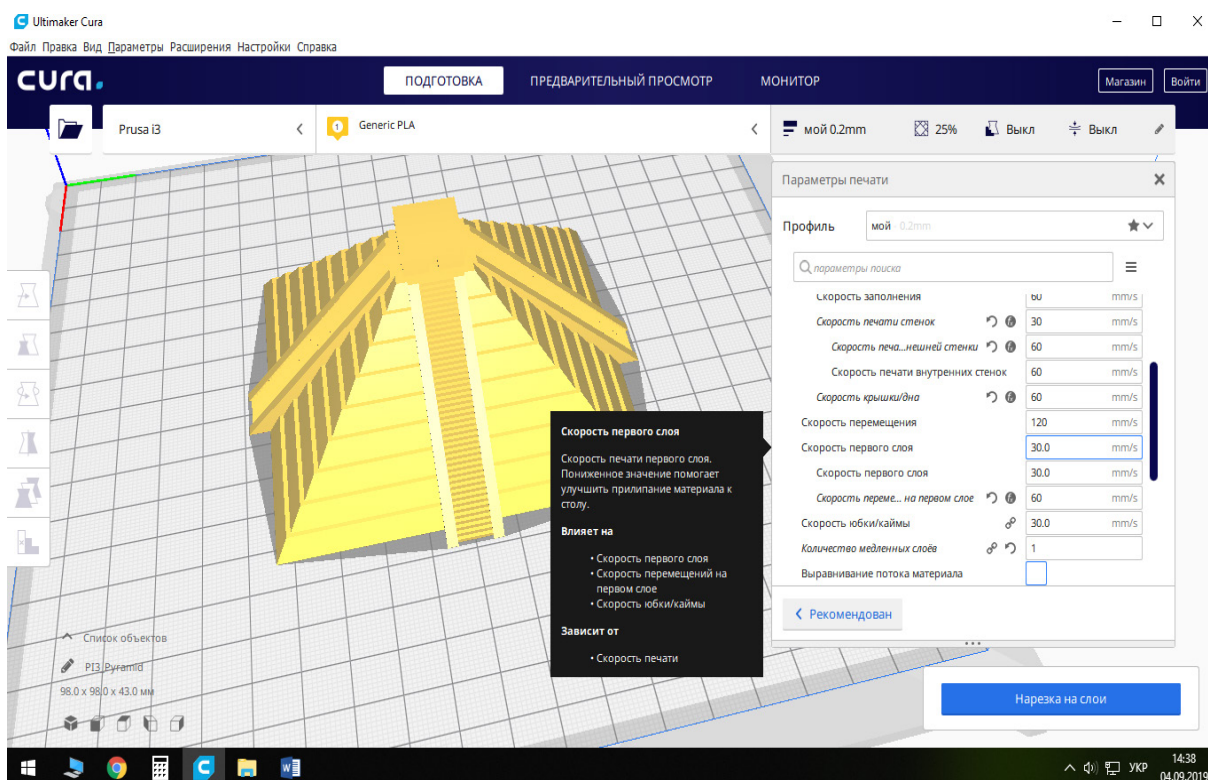 Ultimaker Cura
Файл Правка Вид Параметры Расширения Настройки Справка
cura.
ПОДГОТОВКА
ПРЕДВАРИТЕЛЬНЫЙ ПРОСМОТР
МОНИТОР
Магазин
Войти
Prusa i3
1
Generic PLA
мой 0.2mm
25%
Выкл
Выкл
Параметры печати
Профиль
мой 0.2mm
параметры поиска
Скорость заполнения 60 mm/s
Скорость печати стенок 30 mm/s
Скорость печа...нешней стенки 60 mm/s
Скорость печати внутренних стенок 60 mm/s
Скорость крышки/дна 60 mm/s
Скорость перемещения 120 mm/s
Скорость первого слоя 30.0 mm/s
Скорость первого слоя 30.0 mm/s
Скорость переме... на первом слое 60 mm/s
Скорость юбки/каймы 30.0 mm/s
Количество медленных слоёв 1
Выравнивание потока материала
Рекомендован
Скорость первого слоя
Скорость печати первого слоя.
Пониженное значение помогает
улучшить прилипание материала к
столу.
Влияет на
• Скорость первого слоя
• Скорость перемещений на
первом слое
• Скорость юбки/каймы
Зависит от
• Скорость печати
Список объектов
PI3_Pyramid
98.0 x 98.0 x 43.0 мм
Нарезка на слои
УКР
14:38
04.09.2019